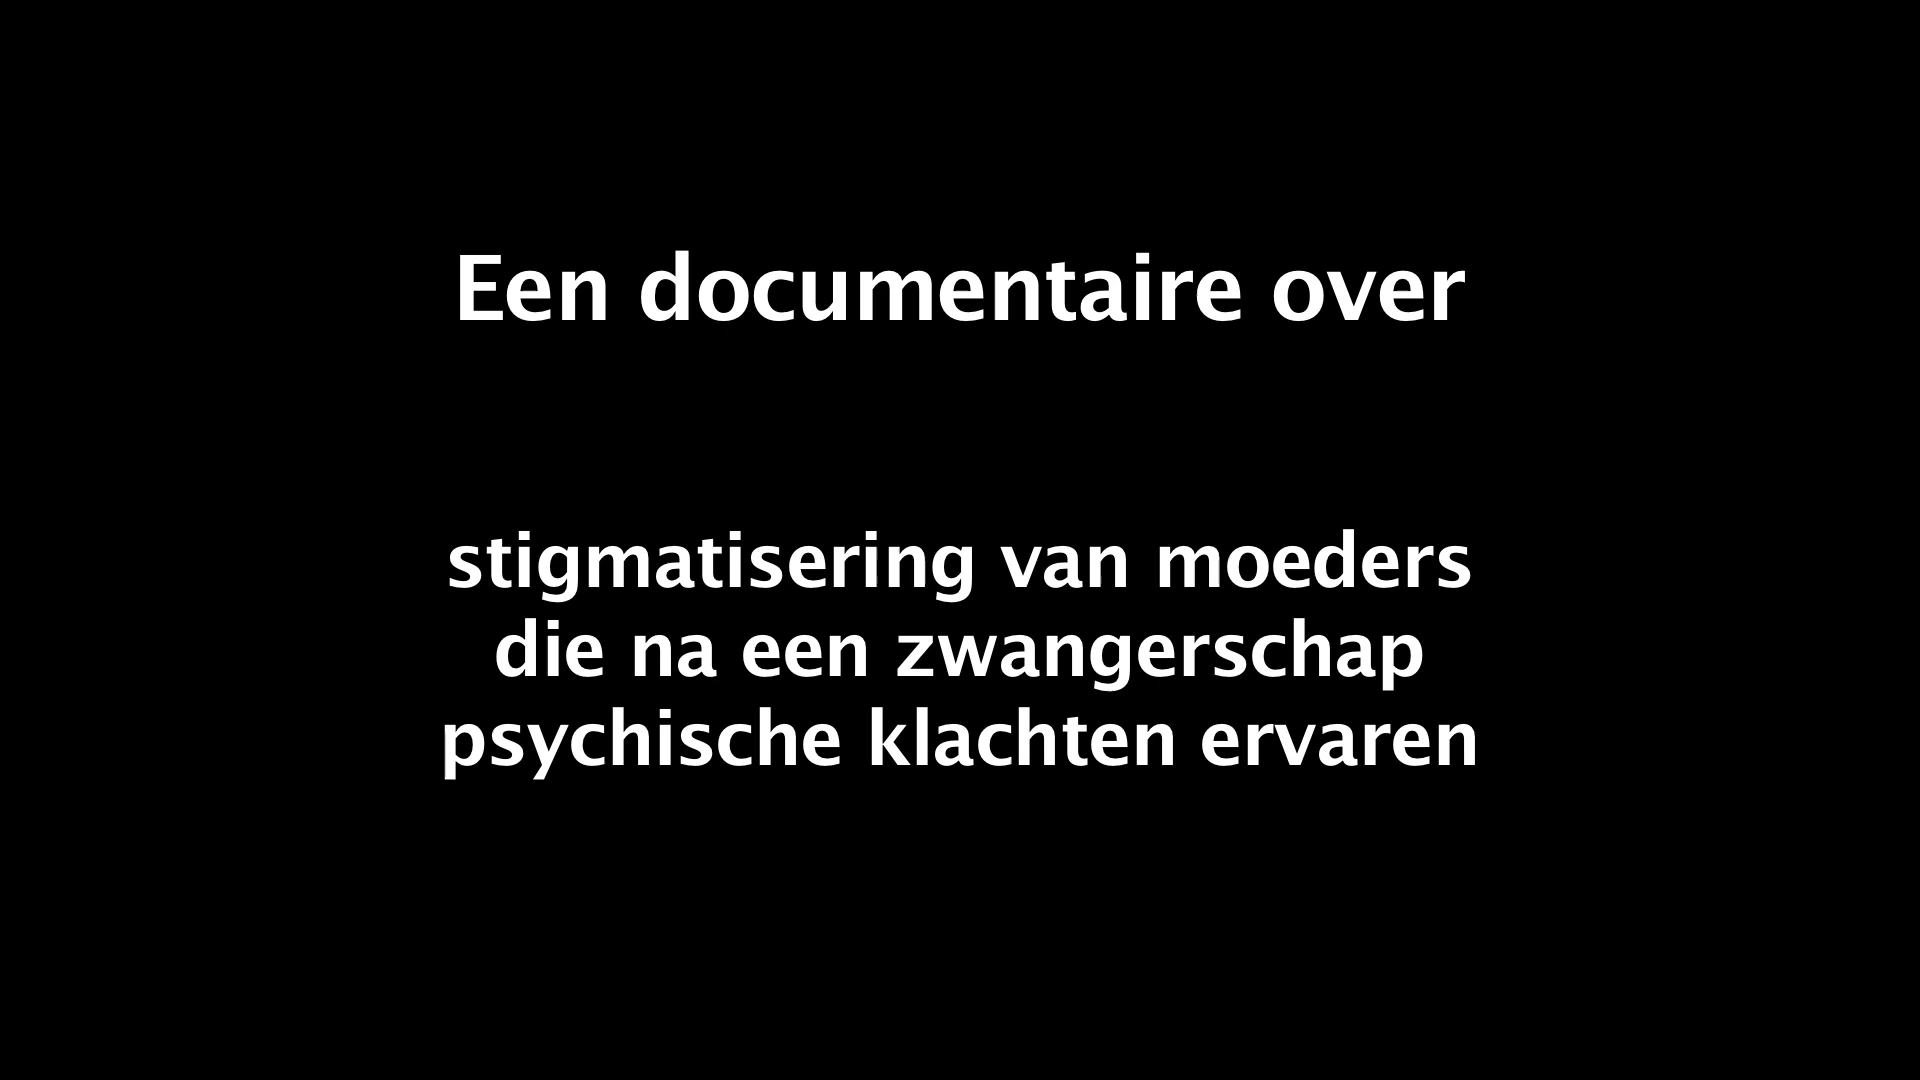 Een documentaire over
stigmatisering van moeders
die na een zwangerschap
psychische klachten ervaren